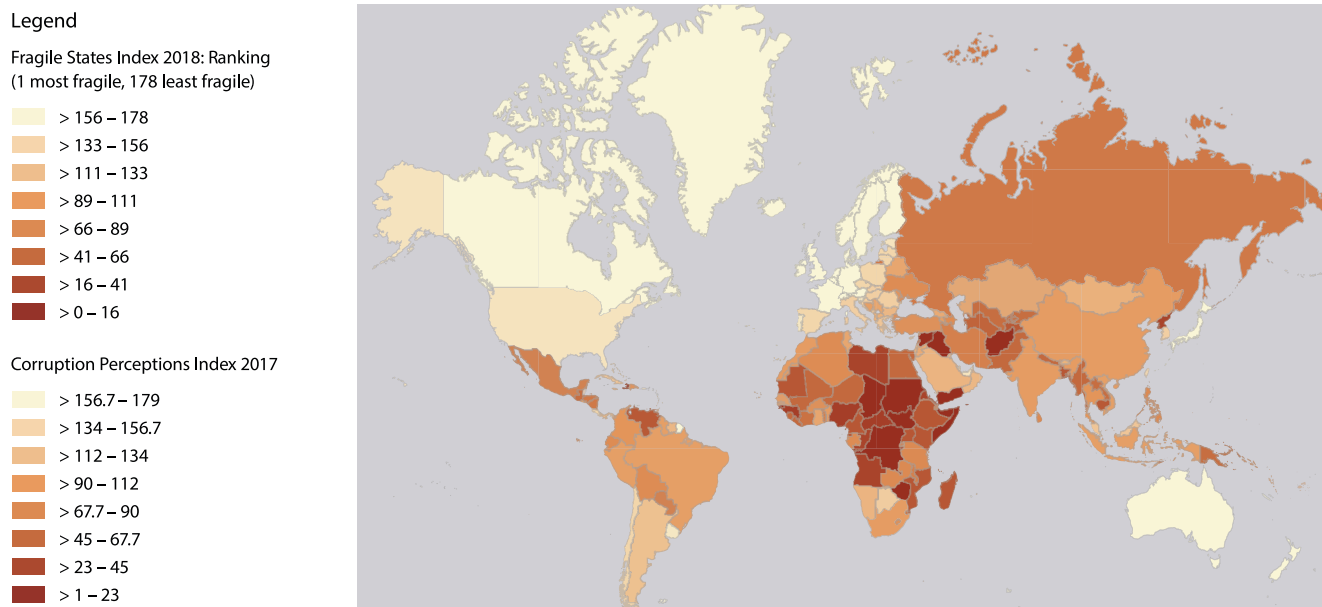 Legend
Fragile States Index 2018: Ranking
(1 most fragile, 178 least fragile)
> 156 – 178
> 133 – 156
> 111 – 133
> 89 – 111
> 66 – 89
> 41 – 66
> 16 – 41
> 0 – 16
Corruption Perceptions Index 2017
> 156.7 – 179
> 134 – 156.7
> 112 – 134
> 90 – 112
> 67.7 – 90
> 45 – 67.7
> 23 – 45
> 1 – 23